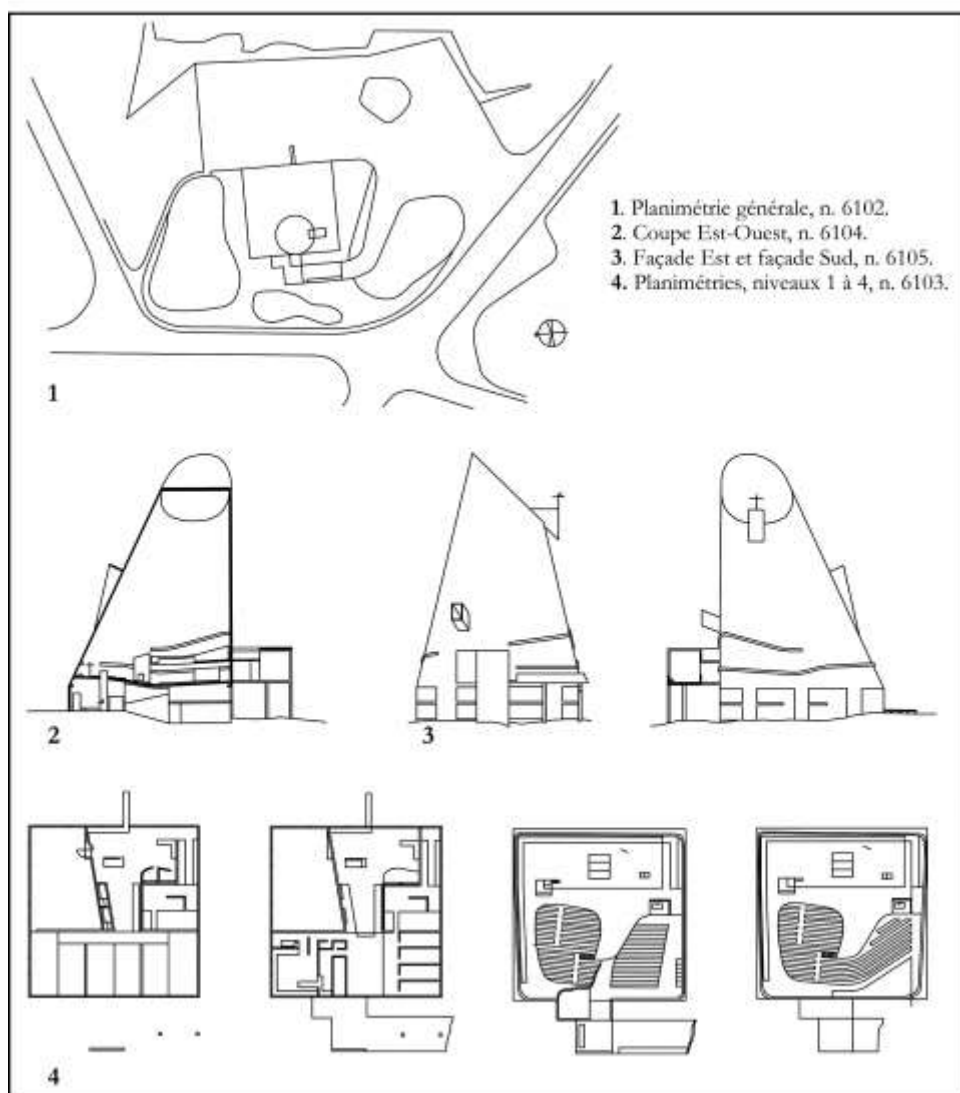 1. Planimétrie générale, n. 6102.
2. Coupe Est-Ouest, n. 6104.
3. Façade Est et façade Sud, n. 6105.
4. Planimétries, niveaux 1 à 4, n. 6103.
1
2
3
4